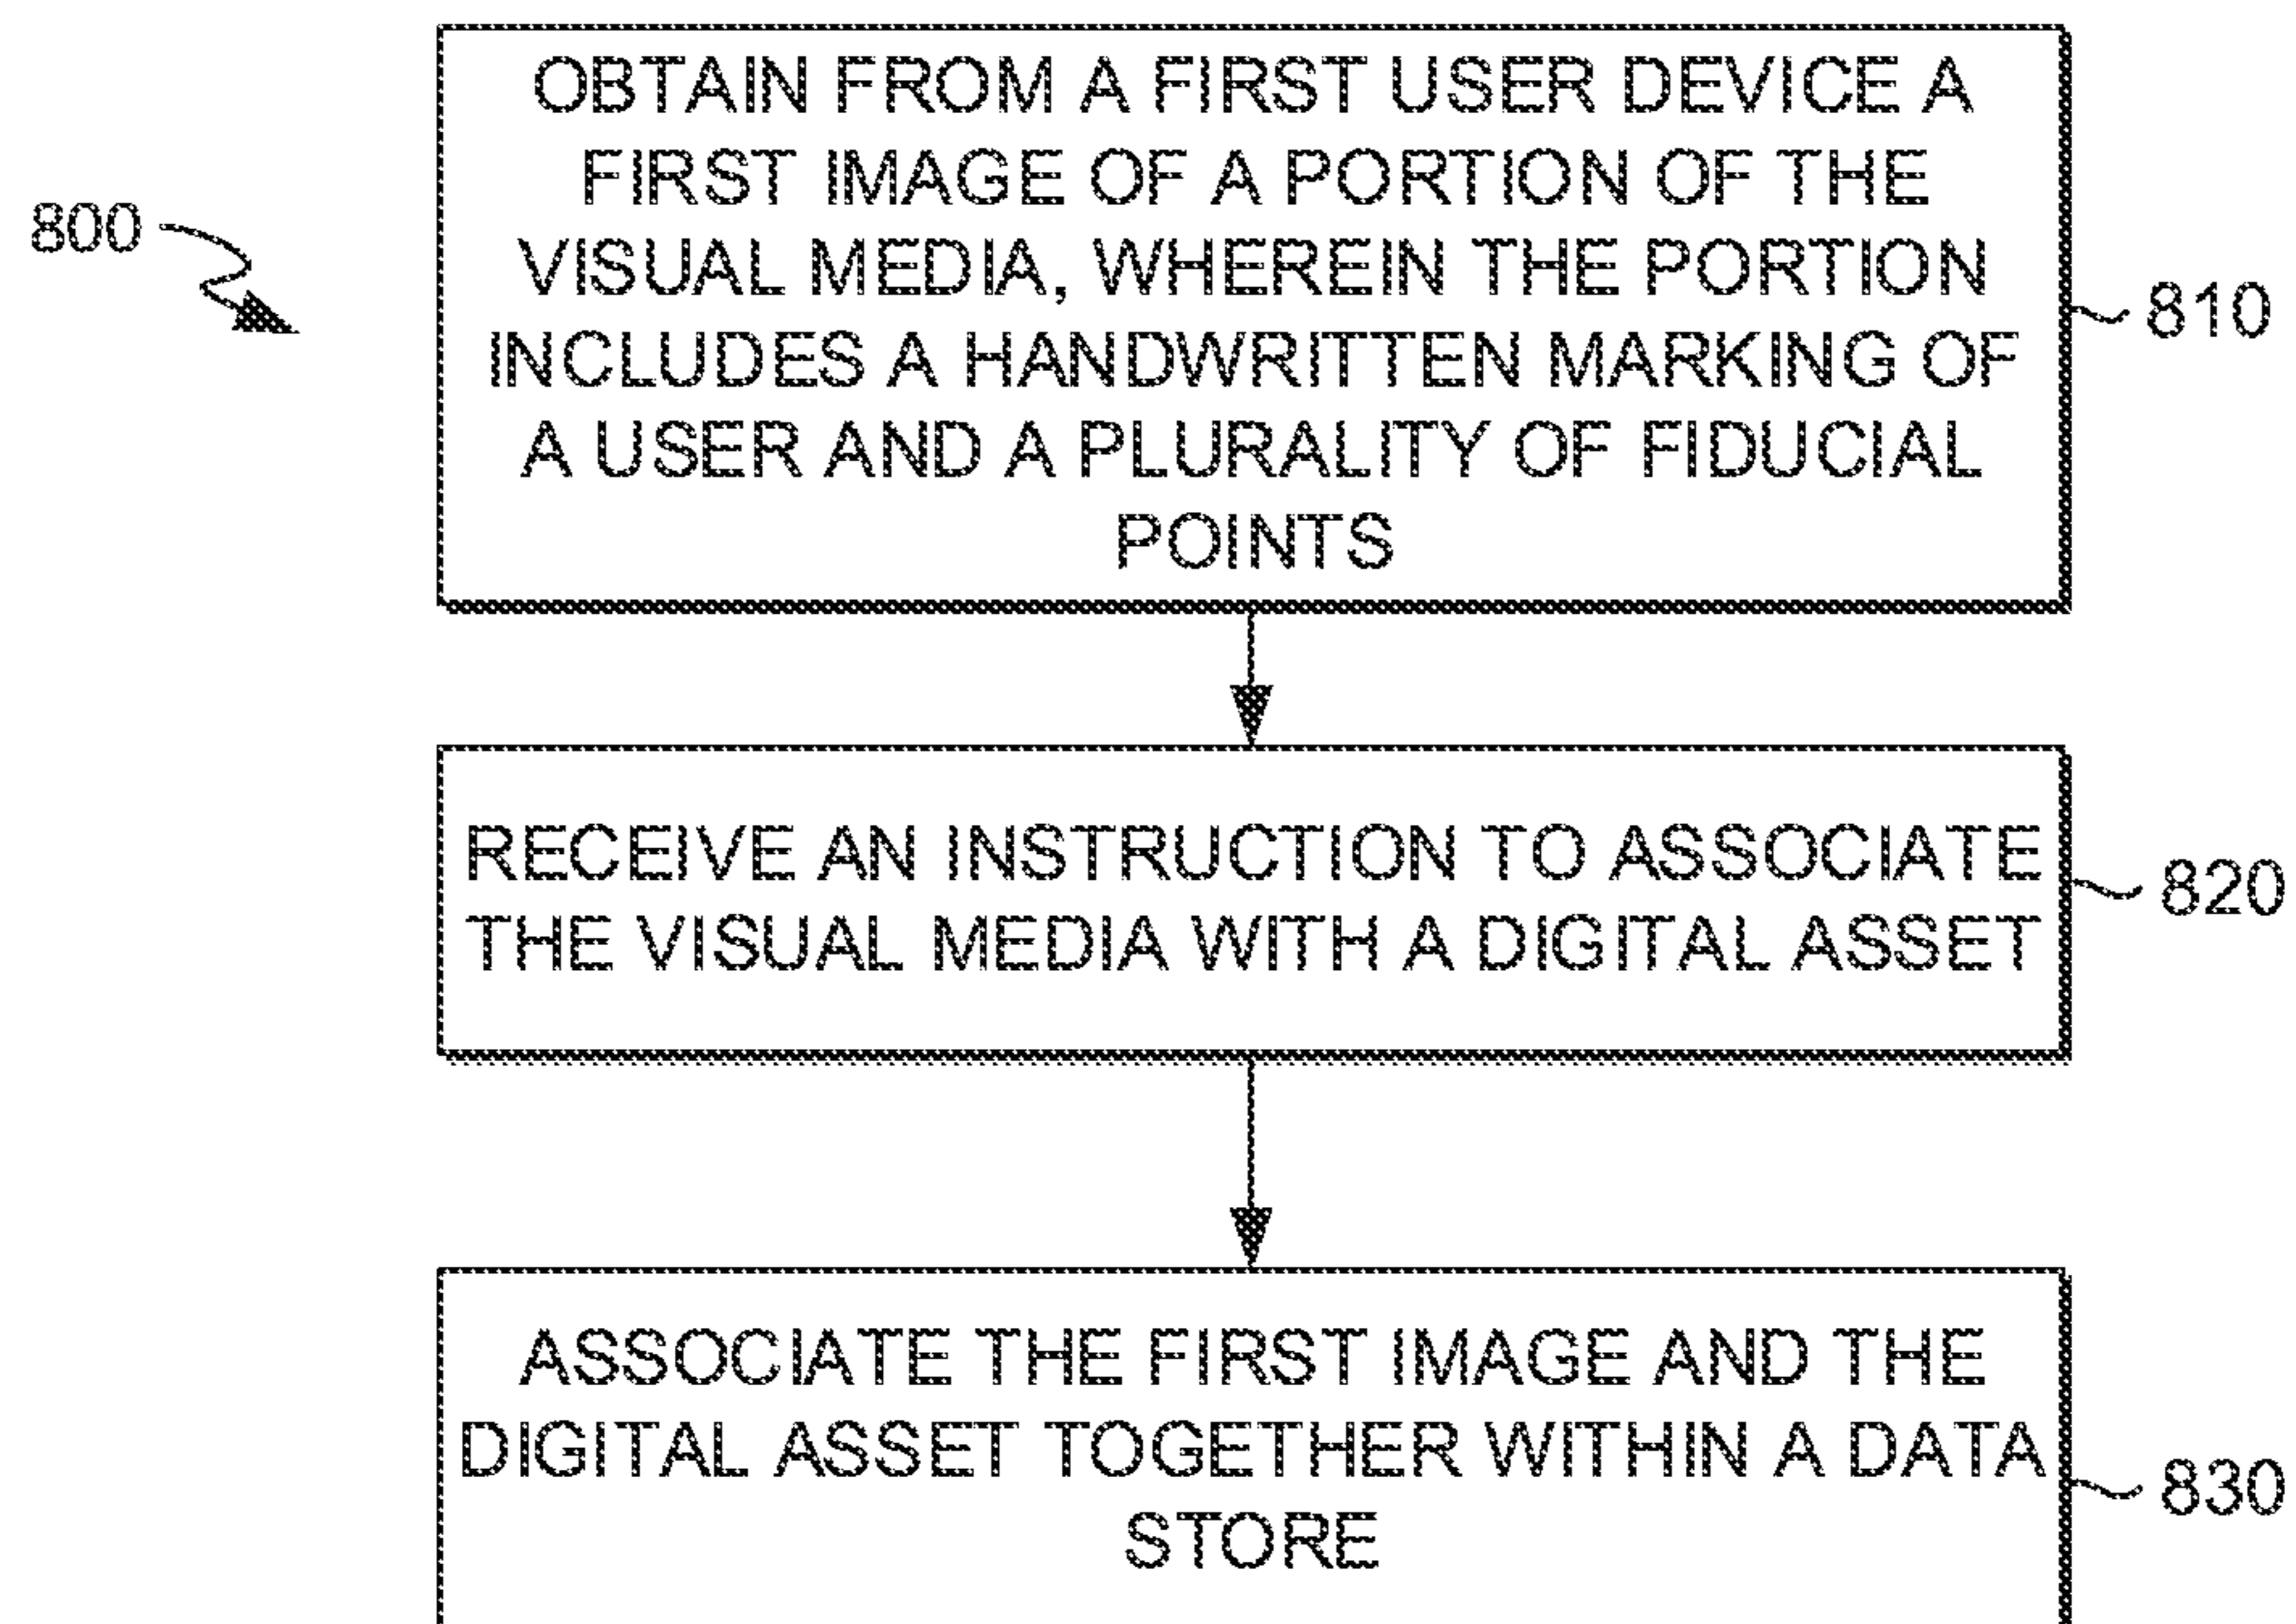 800
OBTAIN FROM A FIRST USER DEVICE A
FIRST IMAGE OF A PORTION OF THE
VISUAL MEDIA, WHEREIN THE PORTION
INCLUDES A HANDWRITTEN MARKING OF
A USER AND A PLURALITY OF FIDUCIAL
POINTS
810
RECEIVE AN INSTRUCTION TO ASSOCIATE
THE VISUAL MEDIA WITH A DIGITAL ASSET
820
ASSOCIATE THE FIRST IMAGE AND THE
DIGITAL ASSET TOGETHER WITHIN A DATA
STORE
830